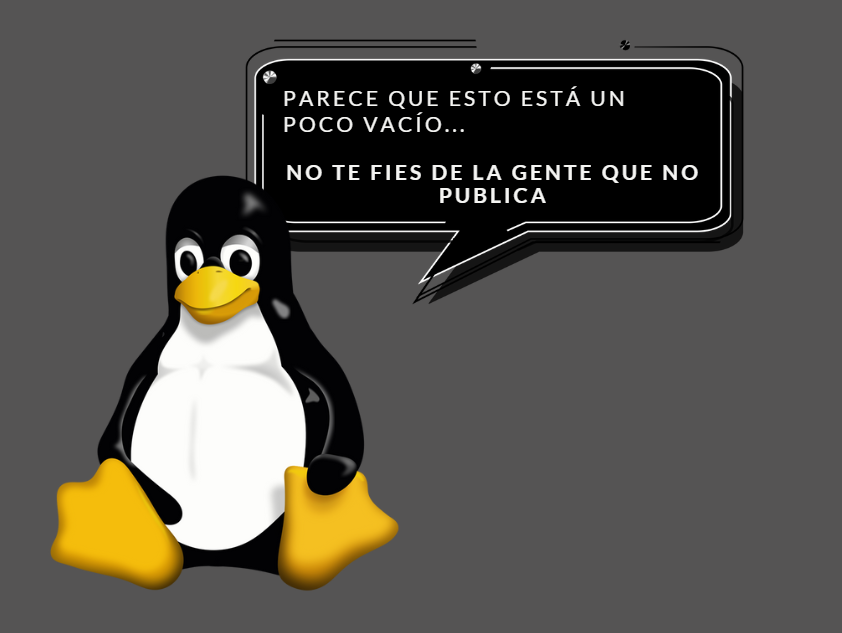 PARECE QUE ESTO ESTÁ UN
POCO VACÍO...
NO TE FIES DE LA GENTE QUE NO
PUBLICA